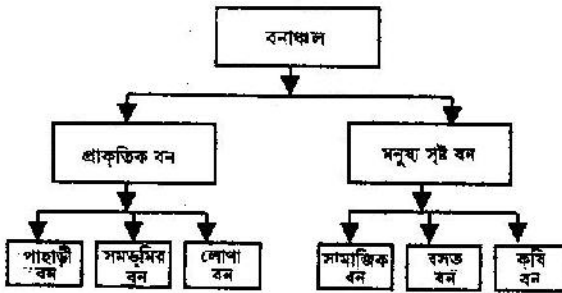 বনাঞ্চল
প্রাকৃতিক বন
মনুষ্য সৃষ্ট বন
পাহাড়ী
বন
সমভূমির
বন
লোণা
বন
সামাজিক
বন
বসত
বন
কৃষি
বন